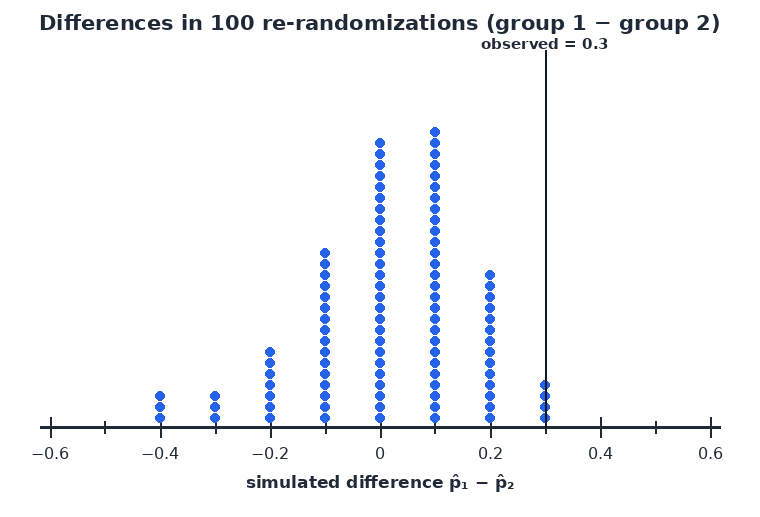 Differences in 100 re-randomizations (group 1 − group 2)
observed = 0.3
−0.6 −0.4 −0.2 0 0.2 0.4 0.6
simulated difference p̂₁ − p̂₂